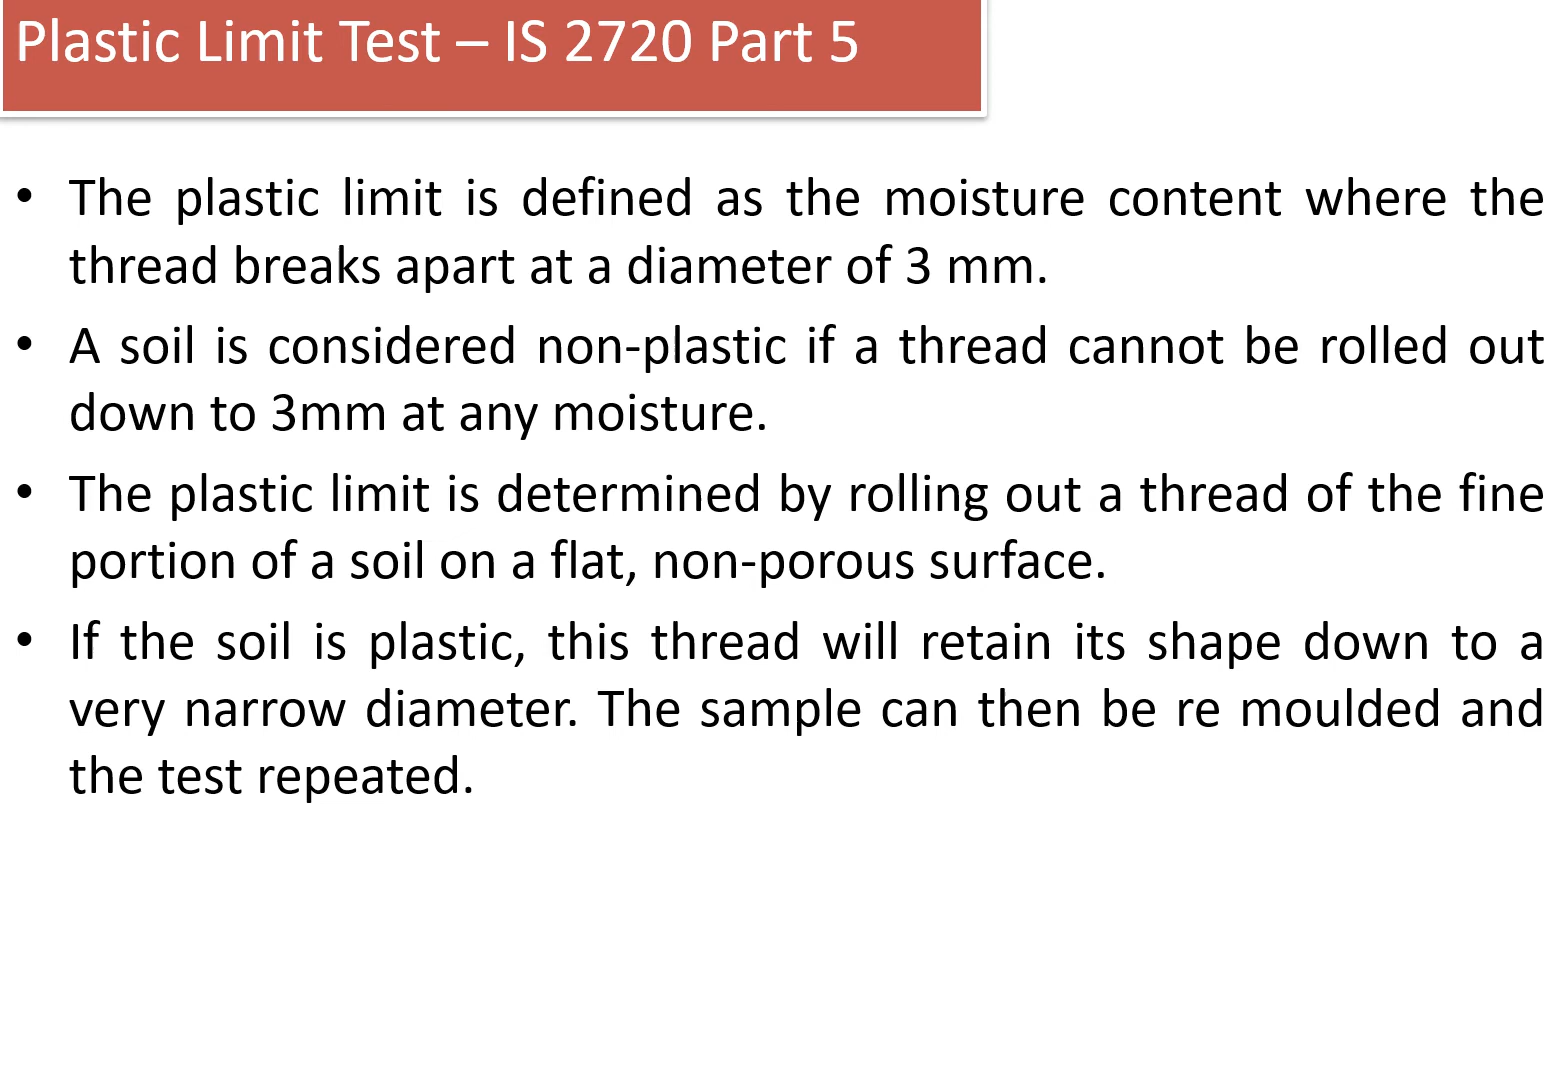 Plastic Limit Test – IS 2720 Part 5
• The plastic limit is defined as the moisture content where the
thread breaks apart at a diameter of 3 mm.
• A soil is considered non-plastic if a thread cannot be rolled out
down to 3mm at any moisture.
• The plastic limit is determined by rolling out a thread of the fine
portion of a soil on a flat, non-porous surface.
• If the soil is plastic, this thread will retain its shape down to a
very narrow diameter. The sample can then be re moulded and
the test repeated.